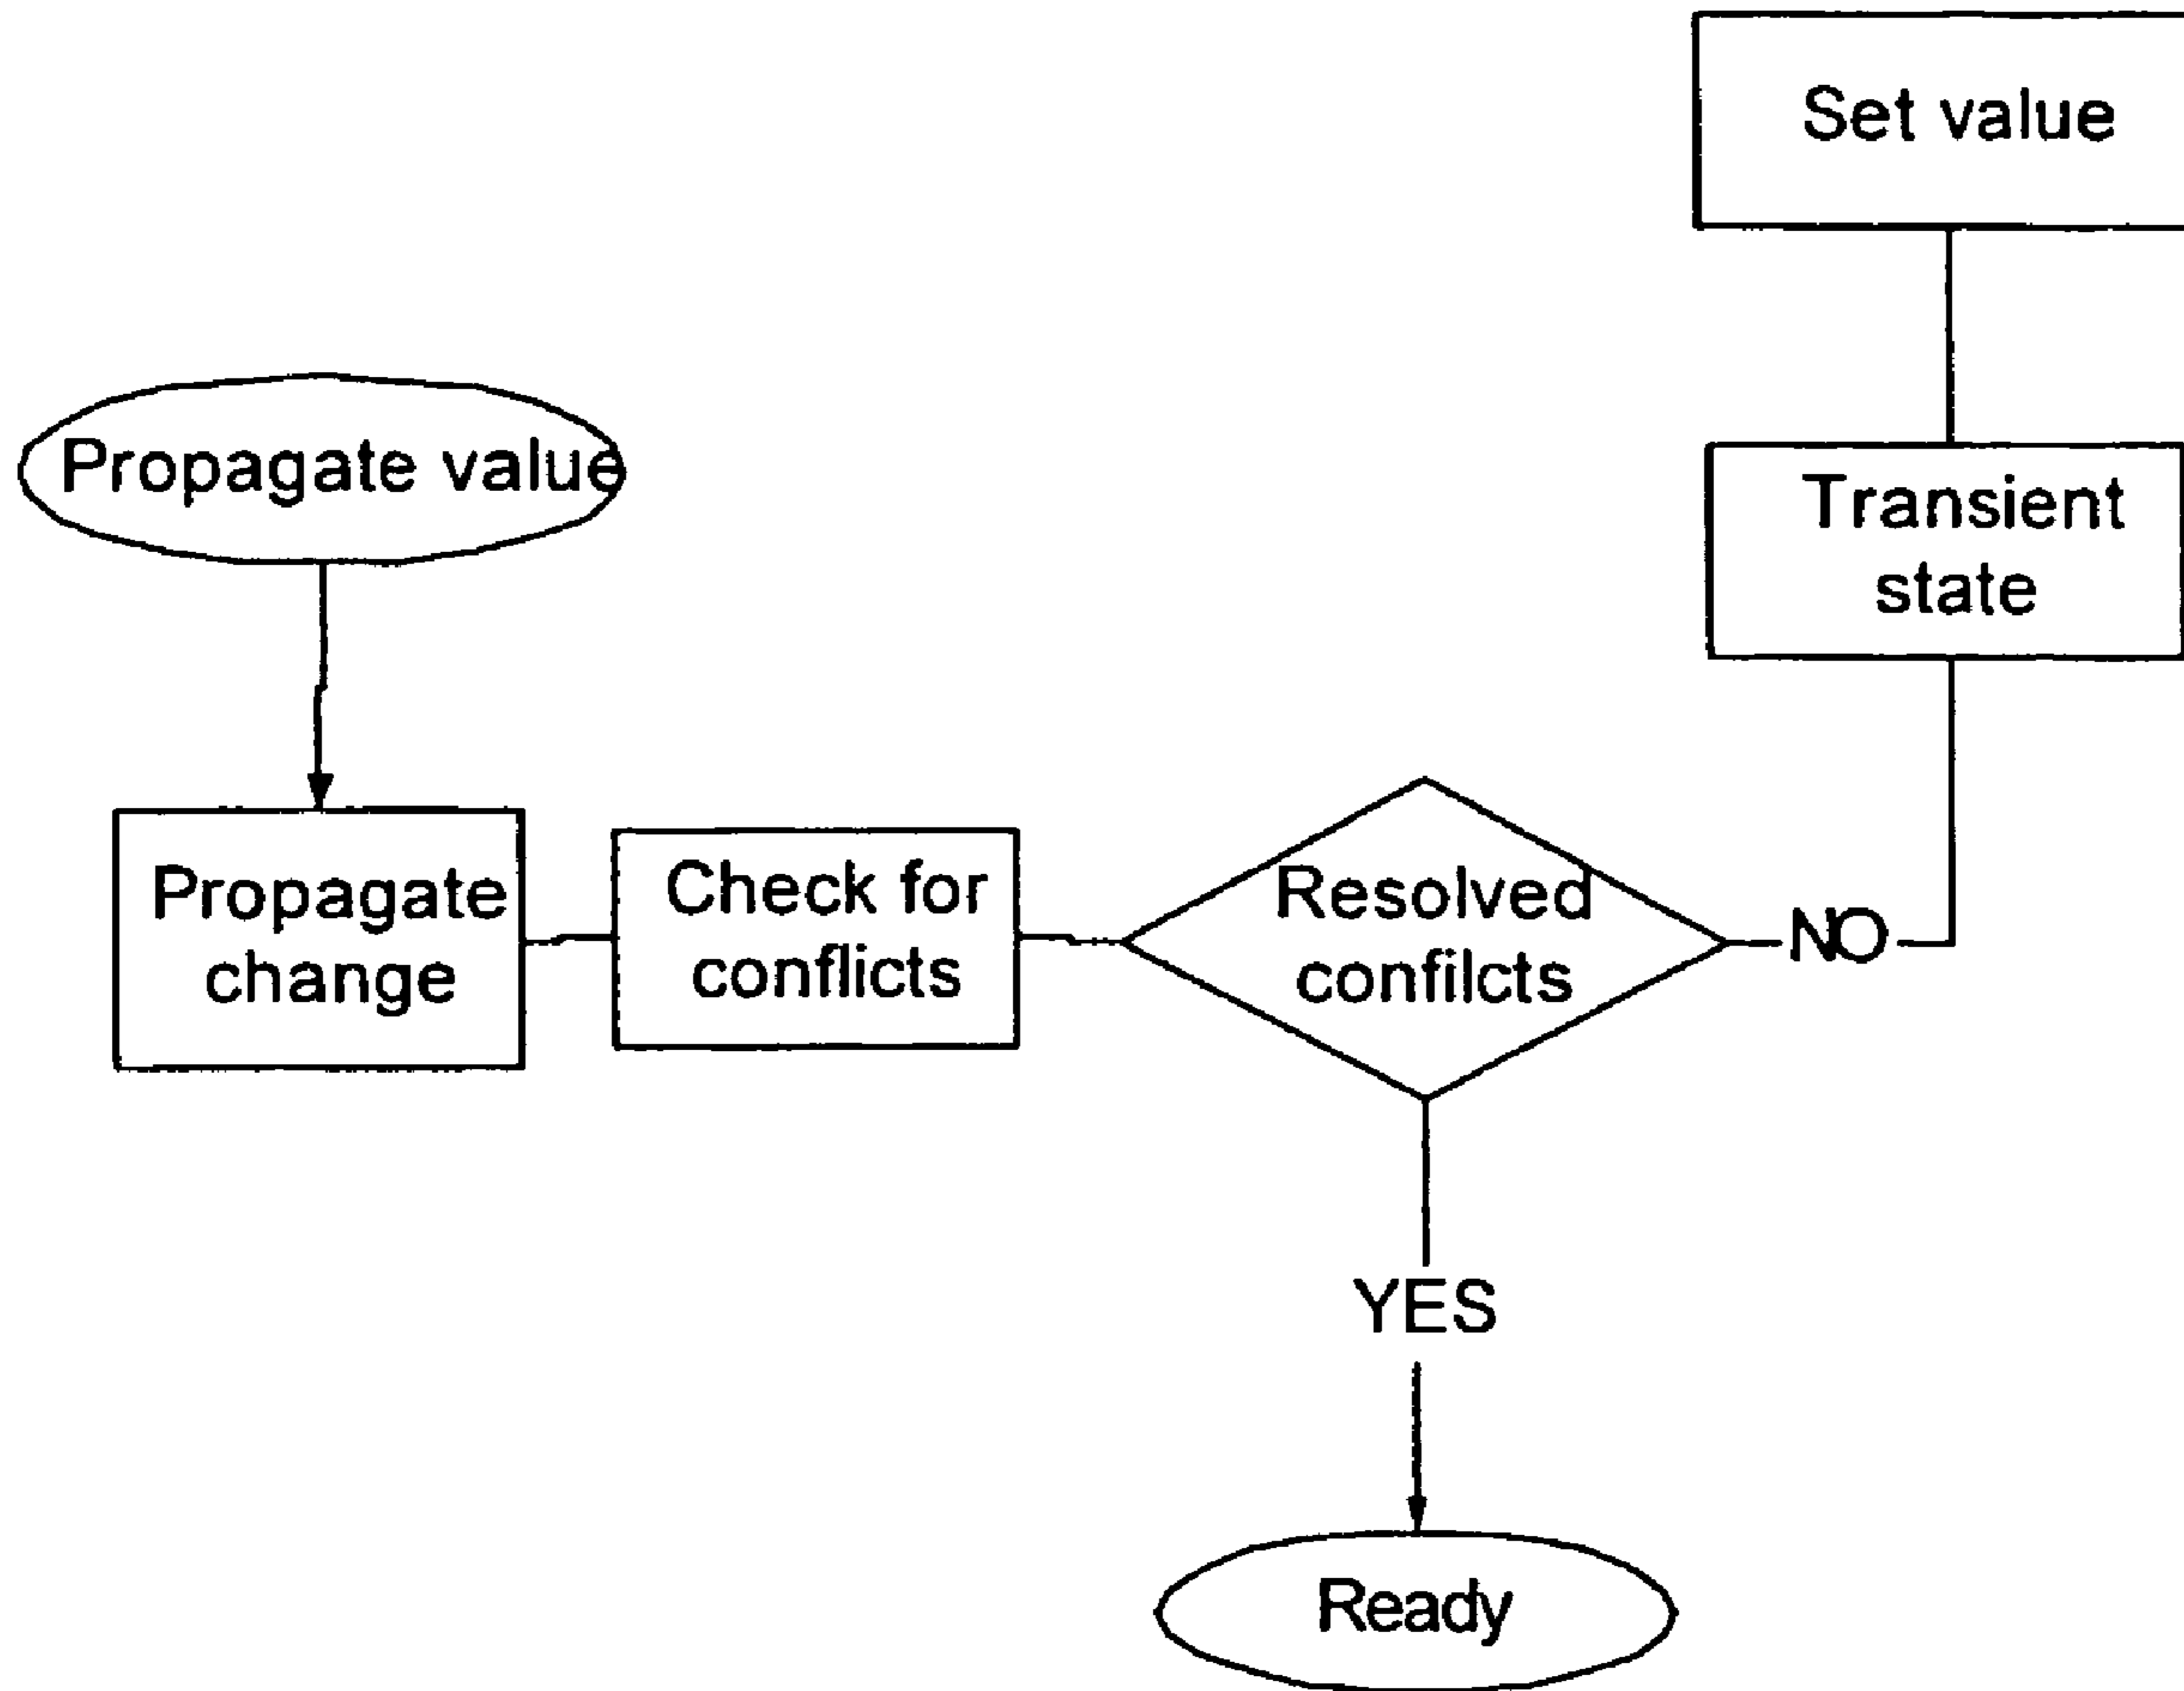 Set value
Propagate value
Transient
state
Propagate
change
Check for
conflicts
Resolved
confilcts
NO
YES
Ready